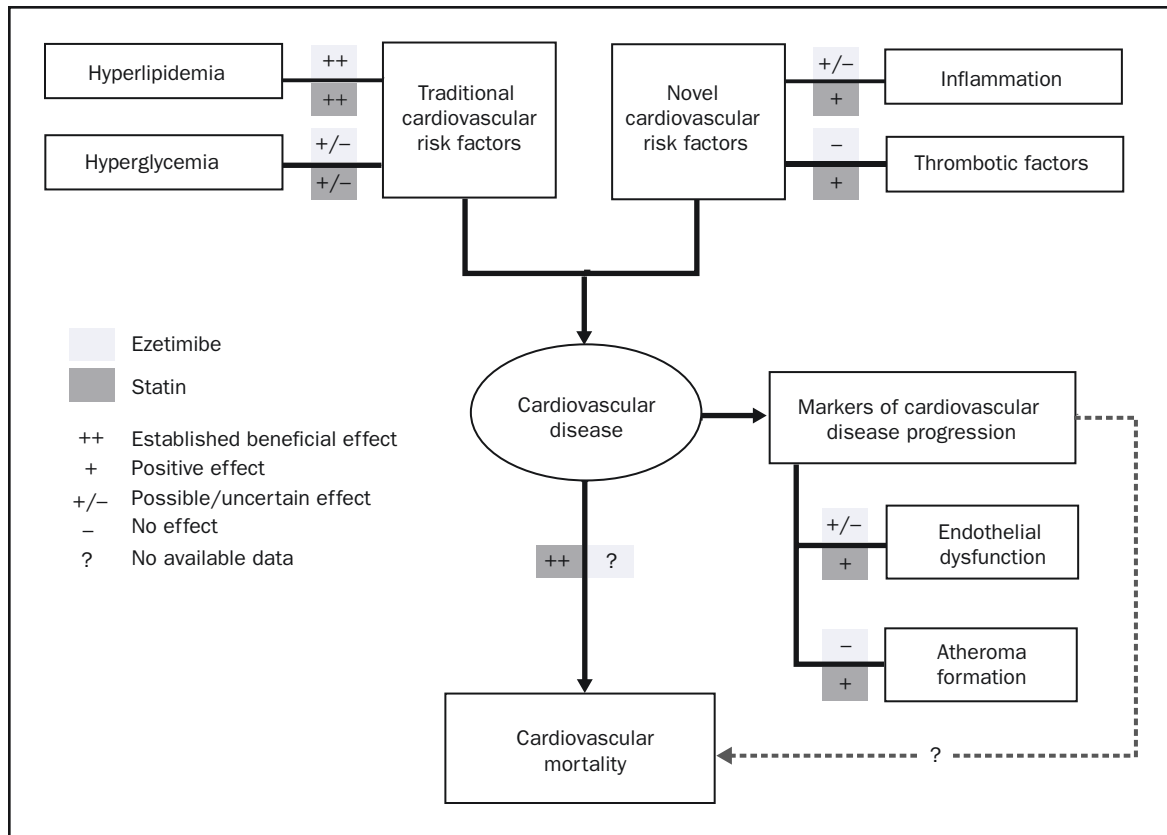 Hyperlipidemia
++
++
Traditional
cardiovascular
risk factors
Hyperglycemia
+/–
+/–
Novel
cardiovascular
risk factors
+/–
+
Inflammation
–
+
Thrombotic factors
Ezetimibe
Statin
++ Established beneficial effect
+ Positive effect
+/– Possible/uncertain effect
– No effect
? No available data
Cardiovascular
disease
Markers of cardiovascular
disease progression
++ ?
+/–
+
Endothelial
dysfunction
–
+
Atheroma
formation
Cardiovascular
mortality
?